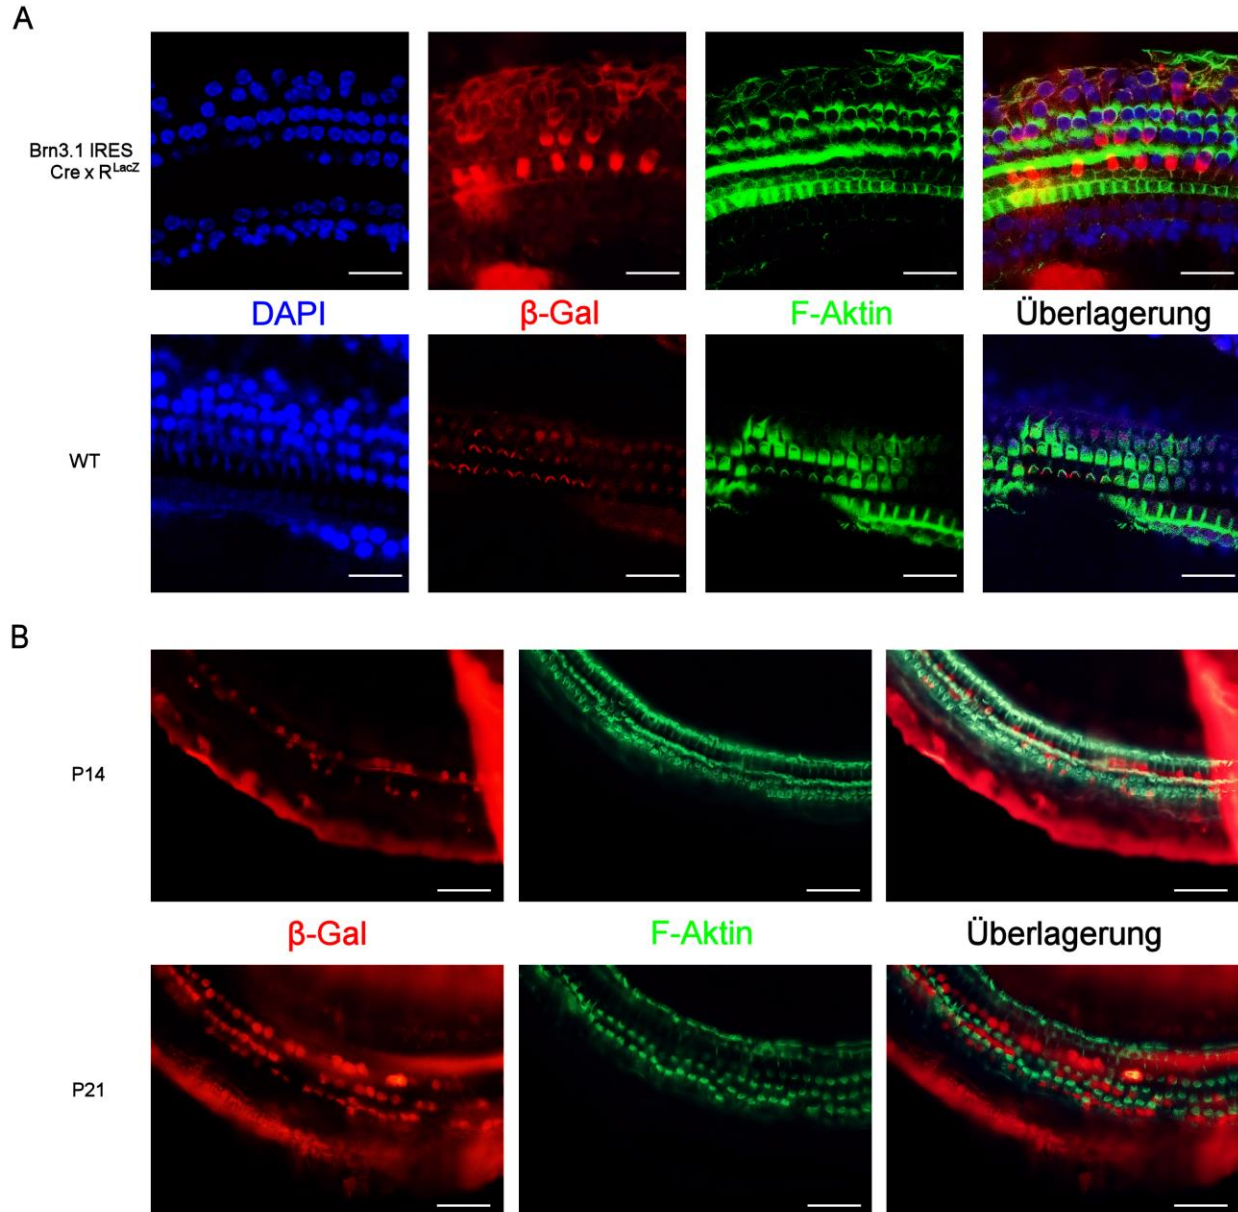 A
Brn3.1 IRES
Cre x R^LacZ
DAPI
β-Gal
F-Aktin
Überlagerung
WT
B
P14
β-Gal
F-Aktin
Überlagerung
P21